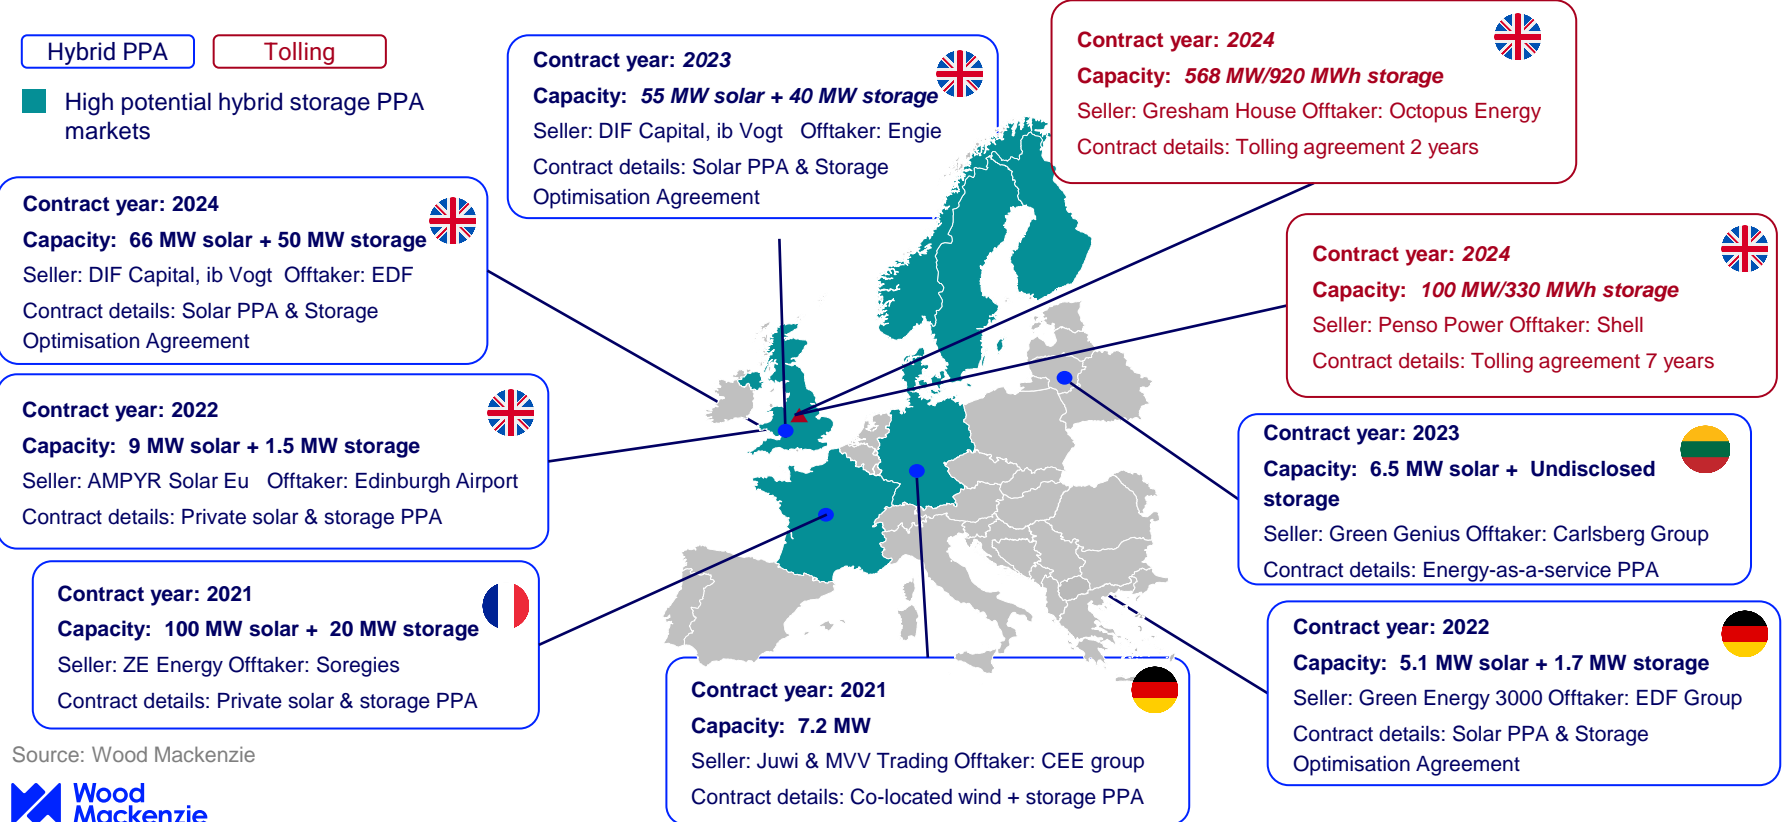 Hybrid PPA
Tolling
High potential hybrid storage PPA
markets
Contract year: 2023
Capacity: 55 MW solar + 40 MW storage
Seller: DIF Capital, ib Vogt Offtaker: Engie
Contract details: Solar PPA & Storage
Optimisation Agreement
Contract year: 2024
Capacity: 568 MW/920 MWh storage
Seller: Gresham House Offtaker: Octopus Energy
Contract details: Tolling agreement 2 years
Contract year: 2024
Capacity: 66 MW solar + 50 MW storage
Seller: DIF Capital, ib Vogt Offtaker: EDF
Contract details: Solar PPA & Storage
Optimisation Agreement
Contract year: 2024
Capacity: 100 MW/330 MWh storage
Seller: Penso Power Offtaker: Shell
Contract details: Tolling agreement 7 years
Contract year: 2022
Capacity: 9 MW solar + 1.5 MW storage
Seller: AMPYR Solar Eu Offtaker: Edinburgh Airport
Contract details: Private solar & storage PPA
Contract year: 2023
Capacity: 6.5 MW solar + Undisclosed
storage
Seller: Green Genius Offtaker: Carlsberg Group
Contract details: Energy-as-a-service PPA
Contract year: 2021
Capacity: 100 MW solar + 20 MW storage
Seller: ZE Energy Offtaker: Soregies
Contract details: Private solar & storage PPA
Contract year: 2021
Capacity: 7.2 MW
Seller: Juwi & MVV Trading Offtaker: CEE group
Contract details: Co-located wind + storage PPA
Contract year: 2022
Capacity: 5.1 MW solar + 1.7 MW storage
Seller: Green Energy 3000 Offtaker: EDF Group
Contract details: Solar PPA & Storage
Optimisation Agreement
Source: Wood Mackenzie
Wood
Mackenzie